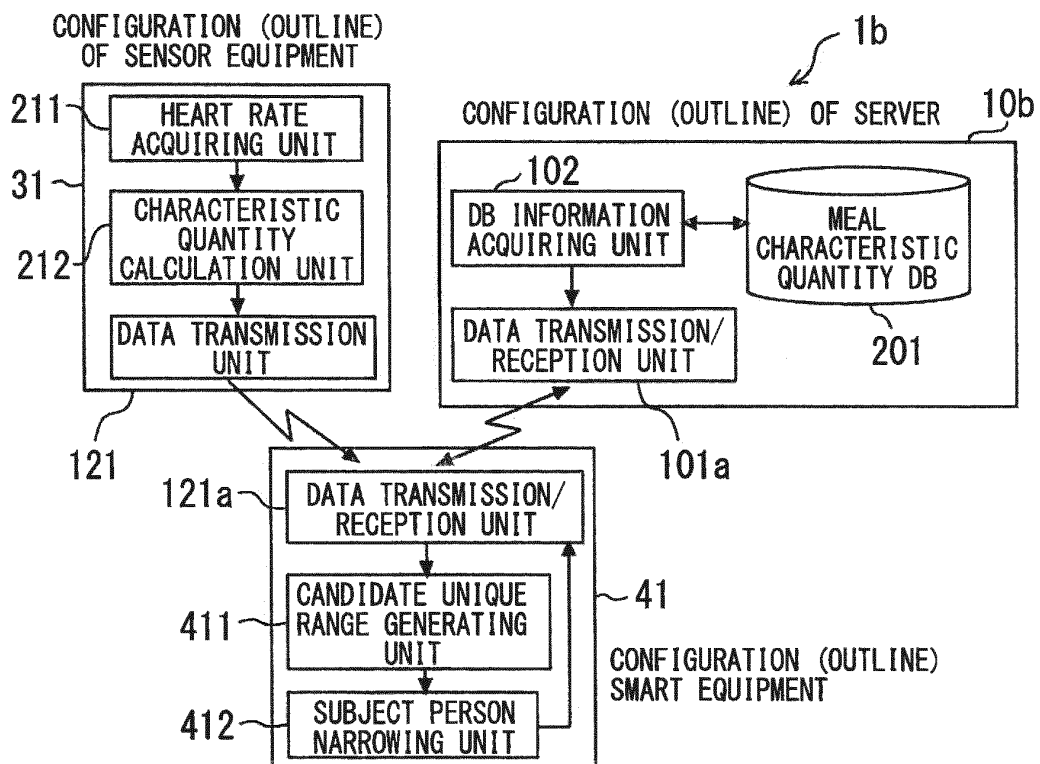 CONFIGURATION (OUTLINE)
OF SENSOR EQUIPMENT
211
HEART RATE
ACQUIRING UNIT
31
212
CHARACTERISTIC
QUANTITY
CALCULATION UNIT
DATA TRANSMISSION
UNIT
121
1b
CONFIGURATION (OUTLINE) OF SERVER
10b
102
DB INFORMATION
ACQUIRING UNIT
MEAL
CHARACTERISTIC
QUANTITY DB
201
DATA TRANSMISSION/
RECEPTION UNIT
101a
121a
DATA TRANSMISSION/
RECEPTION UNIT
411
CANDIDATE UNIQUE
RANGE GENERATING
UNIT
41
412
SUBJECT PERSON
NARROWING UNIT
CONFIGURATION (OUTLINE)
SMART EQUIPMENT